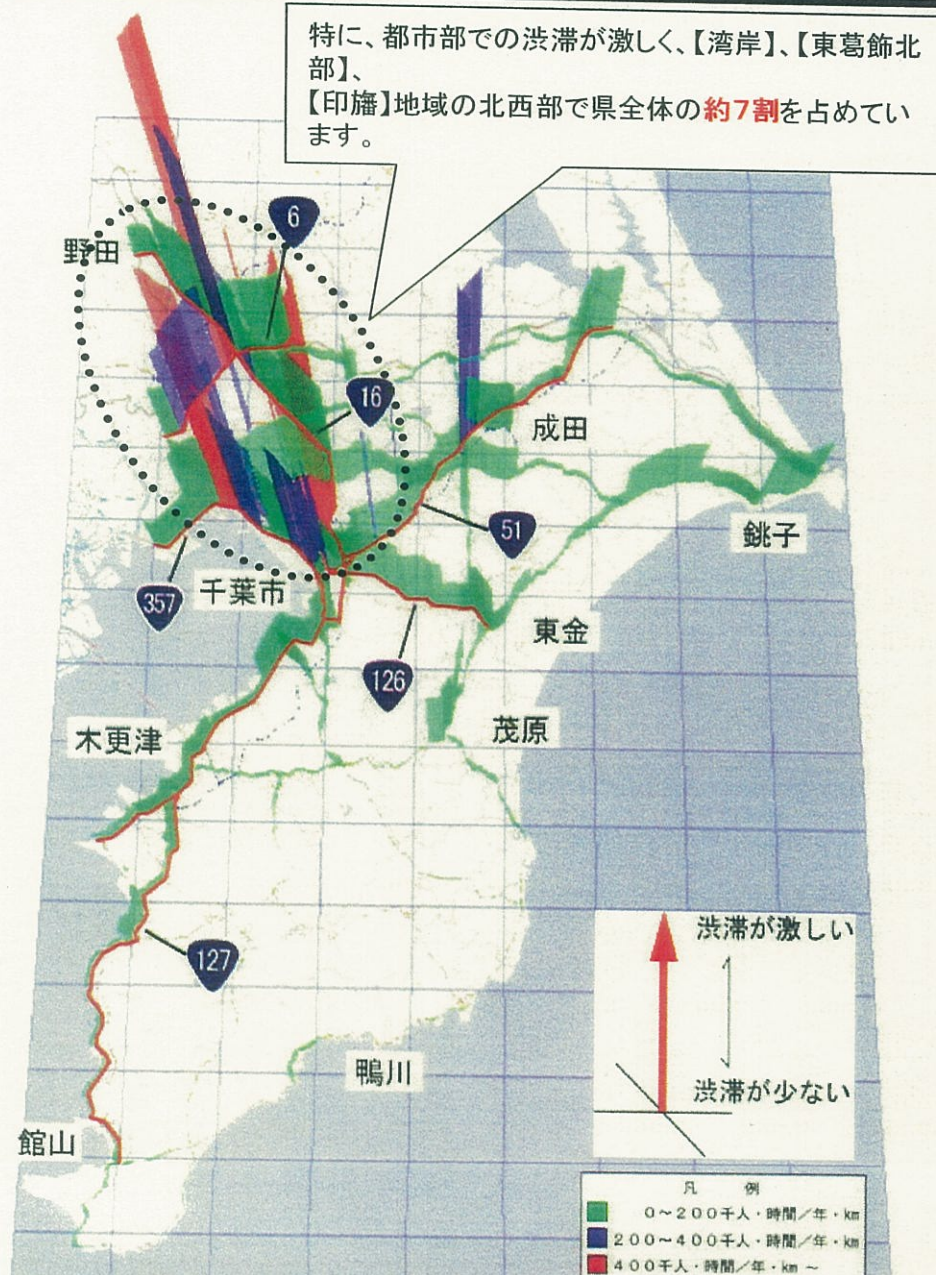 特に、都市部での渋滞が激しく、【湾岸】、【東葛飾北
部】、
【印旛】地域の北西部で県全体の約7割を占めてい
ます。
6
野田
16
成田
51
銚子
357
千葉市
東金
126
茂原
木更津
127
渋滞が激しい
渋滞が少ない
鴨川
館山
凡 例
0～200千人・時間／年・km
200～400千人・時間／年・km
400千人・時間／年・km ～